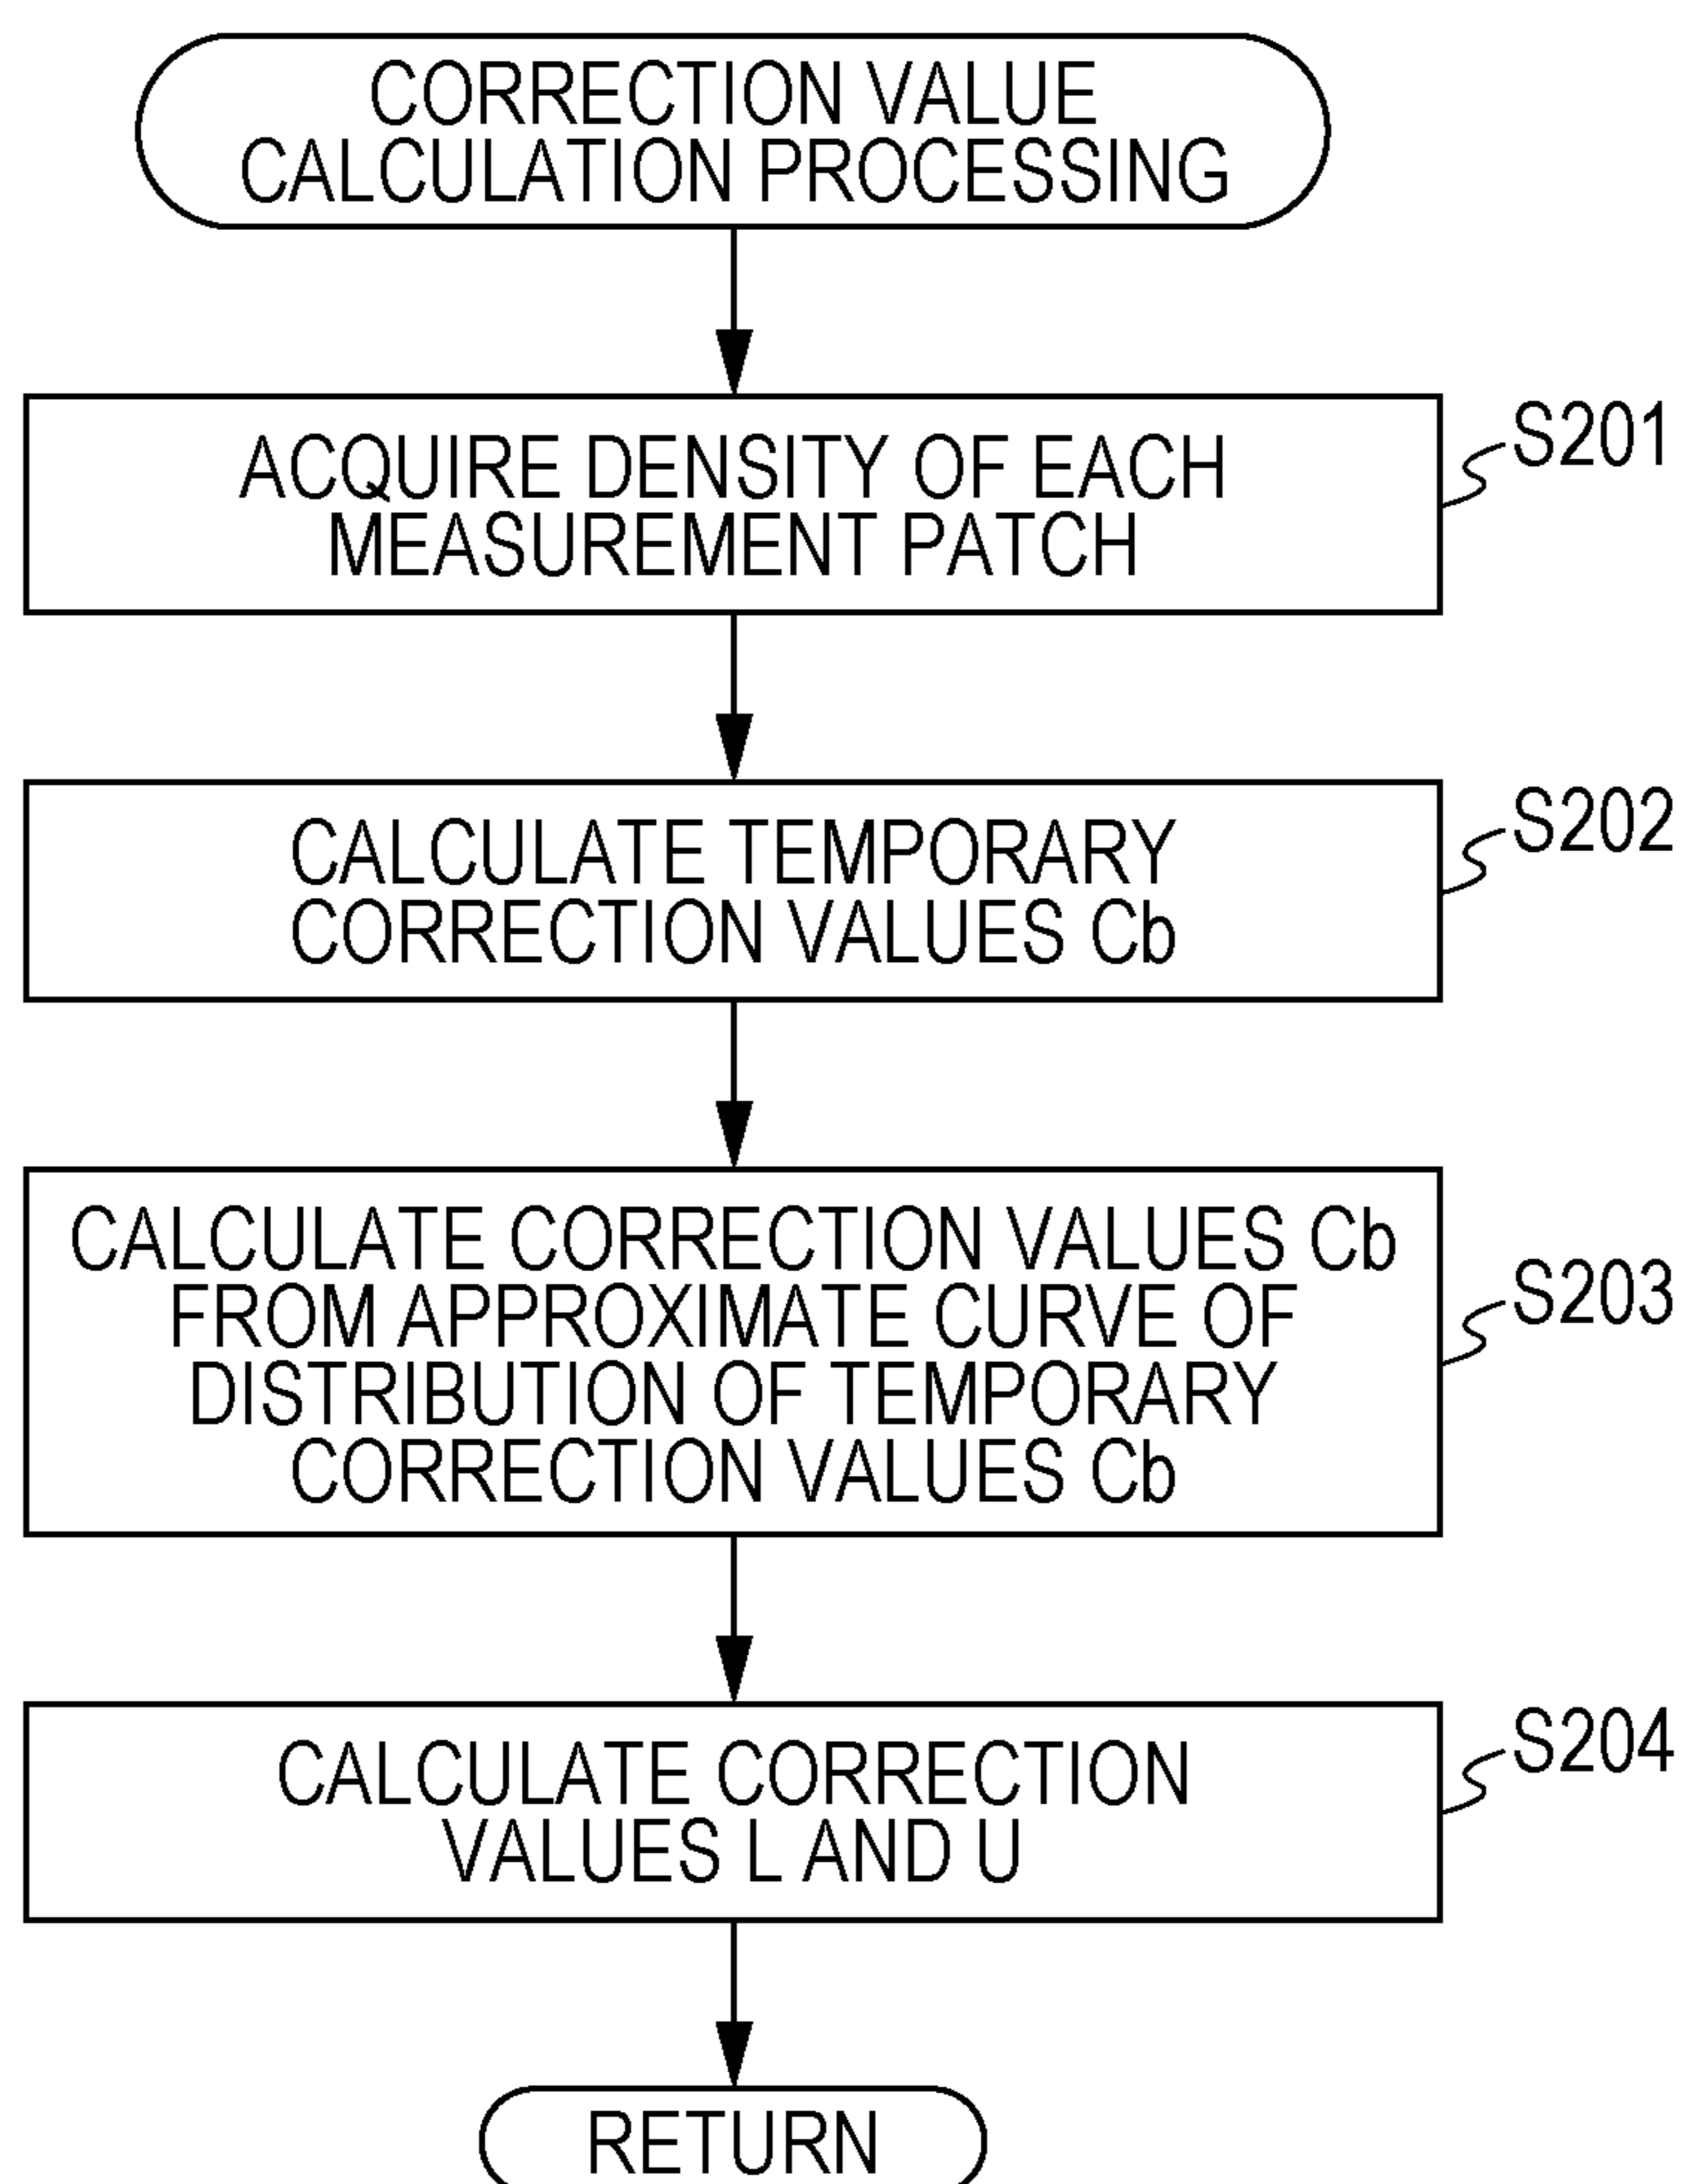 CORRECTION VALUE
CALCULATION PROCESSING
ACQUIRE DENSITY OF EACH
MEASUREMENT PATCH
S201
CALCULATE TEMPORARY
CORRECTION VALUES Cb
S202
CALCULATE CORRECTION VALUES Cb
FROM APPROXIMATE CURVE OF
DISTRIBUTION OF TEMPORARY
CORRECTION VALUES Cb
S203
CALCULATE CORRECTION
VALUES L AND U
S204
RETURN